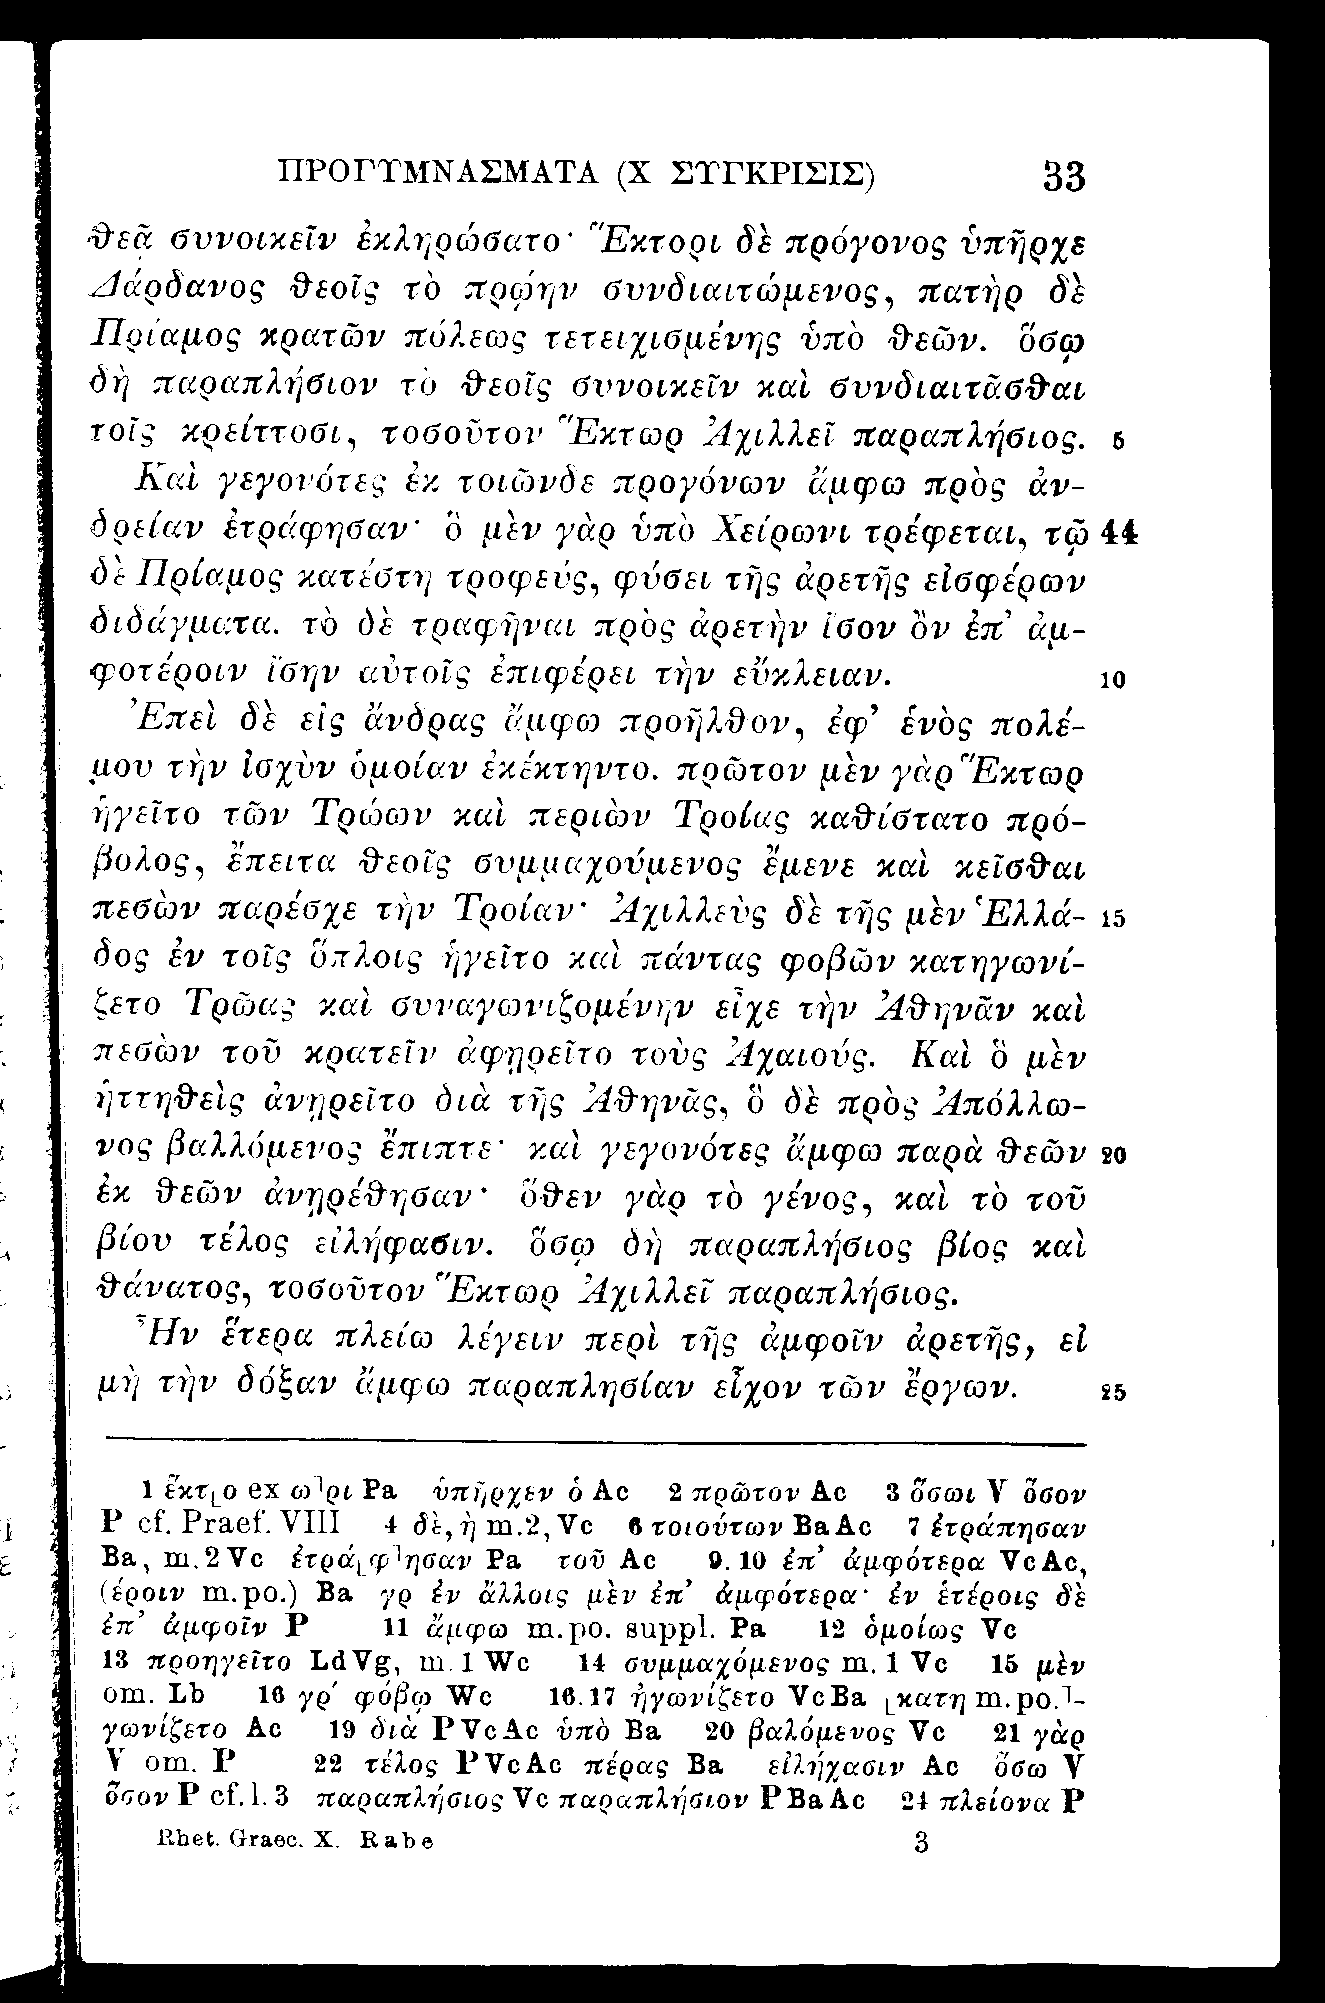 ΠΡΟΓΥΜΝΑΣΜΑΤΑ (X ΣΥΓΚΡΙΣΙΣ) 33
θεᾷ συνοικεῖν ἐκληρώσατο· Ἕκτορι δὲ πρόγονος ὑπῆρχε
Δάρδανος θεοῖς τὸ πρῴην συνδιαιτώμενος, πατὴρ δὲ
Πρίαμος κρατῶν πόλεως τετειχισμένης ὑπὸ θεῶν. ὅσῳ
δὴ παραπλήσιον τὸ θεοῖς συνοικεῖν καὶ συνδιαιτᾶσθαι
τοῖς κρείττοσι, τοσοῦτον Ἕκτωρ Ἀχιλλεῖ παραπλήσιος. 5
Καὶ γεγονότες ἐκ τοιῶνδε προγόνων ἄμφω πρὸς ἀν-
δρείαν ἐτράφησαν· ὃ μὲν γὰρ ὑπὸ Χείρωνι τρέφεται, τῷ 44
δὲ Πρίαμος κατέστη τροφεύς, φύσει τῆς ἀρετῆς εἰσφέρων
διδάγματα. τὸ δὲ τραφῆναι πρὸς ἀρετὴν ἴσον ὂν ἐπ’ ἀμ-
φοτέροιν ἴσην αὐτοῖς ἐπιφέρει τὴν εὔκλειαν. 10
Ἐπεὶ δὲ εἰς ἄνδρας ἄμφω προῆλθον, ἐφ’ ἑνὸς πολέ-
μου τὴν ἰσχὺν ὁμοίαν ἐκέκτηντο. πρῶτον μὲν γὰρ Ἕκτωρ
ἡγεῖτο τῶν Τρώων καὶ περιὼν Τροίας καθίστατο πρό-
βολος, ἔπειτα θεοῖς συμμαχούμενος ἔμενε καὶ κεῖσθαι
πεσὼν παρέσχε τὴν Τροίαν· Ἀχιλλεὺς δὲ τῆς μὲν Ἑλλά- 15
δος ἐν τοῖς ὅπλοις ἡγεῖτο καὶ πάντας φοβῶν κατηγωνί-
ζετο Τρῶας καὶ συναγωνιζομένην εἶχε τὴν Ἀθηνᾶν καὶ
πεσὼν τοῦ κρατεῖν ἀφῃρεῖτο τοὺς Ἀχαιούς. Καὶ ὃ μὲν
ἡττηθεὶς ἀνῃρεῖτο διὰ τῆς Ἀθηνᾶς, ὃ δὲ πρὸς Ἀπόλλω-
νος βαλλόμενος ἔπιπτε· καὶ γεγονότες ἄμφω παρὰ θεῶν 20
ἐκ θεῶν ἀνῃρέθησαν· ὅθεν γὰρ τὸ γένος, καὶ τὸ τοῦ
βίου τέλος εἰλήφασιν. ὅσῳ δὴ παραπλήσιος βίος καὶ
θάνατος, τοσοῦτον Ἕκτωρ Ἀχιλλεῖ παραπλήσιος.
Ἦν ἕτερα πλείω λέγειν περὶ τῆς ἀμφοῖν ἀρετῆς, εἰ
μὴ τὴν δόξαν ἄμφω παραπλησίαν εἶχον τῶν ἔργων. 25
1 ἕκτ⌊ο ex ω⌉ρι Pa ὑπῆρχεν ὁ Ac 2 πρῶτον Ac 3 ὅσωι V ὅσον
P cf. Praef. VIII 4 δὲ, ἡ m.2, Vc 6 τοιούτων Ba Ac 7 ἐτράπησαν
Ba, m. 2 Vc ἐτρά⌊φ⌉ησαν Pa τοῦ Ac 9. 10 ἐπ’ ἀμφότερα Vc Ac,
(έροιν m. po.) Ba γρ ἐν ἄλλοις μὲν ἐπ’ ἀμφότερα· ἐν ἑτέροις δὲ
ἐπ’ ἀμφοῖν P 11 ἄμφω m. po. suppl. Pa 12 ὁμοίως Vc
13 προηγεῖτο Ld Vg, m. 1 Wc 14 συμμαχόμενος m. 1 Vc 15 μὲν
om. Lb 16 γρ´ φόβῳ Wc 16. 17 ἠγωνίζετο Vc Ba ⌊κατη m. po.⌉-
γωνίζετο Ac 19 διὰ P Vc Ac ὑπὸ Ba 20 βαλόμενος Vc 21 γὰρ
V om. P 22 τέλος P Vc Ac πέρας Ba εἰλήχασιν Ac ὅσω V
ὅσον P cf. l. 3 παραπλήσιος Vc παραπλήσιον P Ba Ac 24 πλείονα P
Rhet. Graec. X. Rabe 3